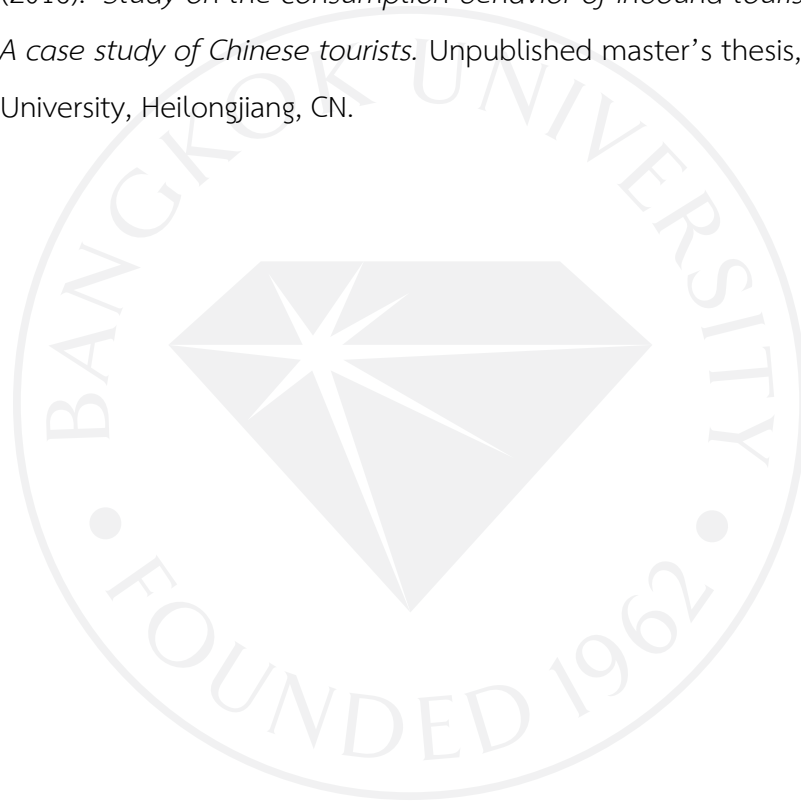 Study on the consumption behavior of inbound touris
A case study of Chinese tourists. Unpublished master’s thesis,
University, Heilongjiang, CN.
BANGKOK UNIVERSITY
FOUNDED 1962